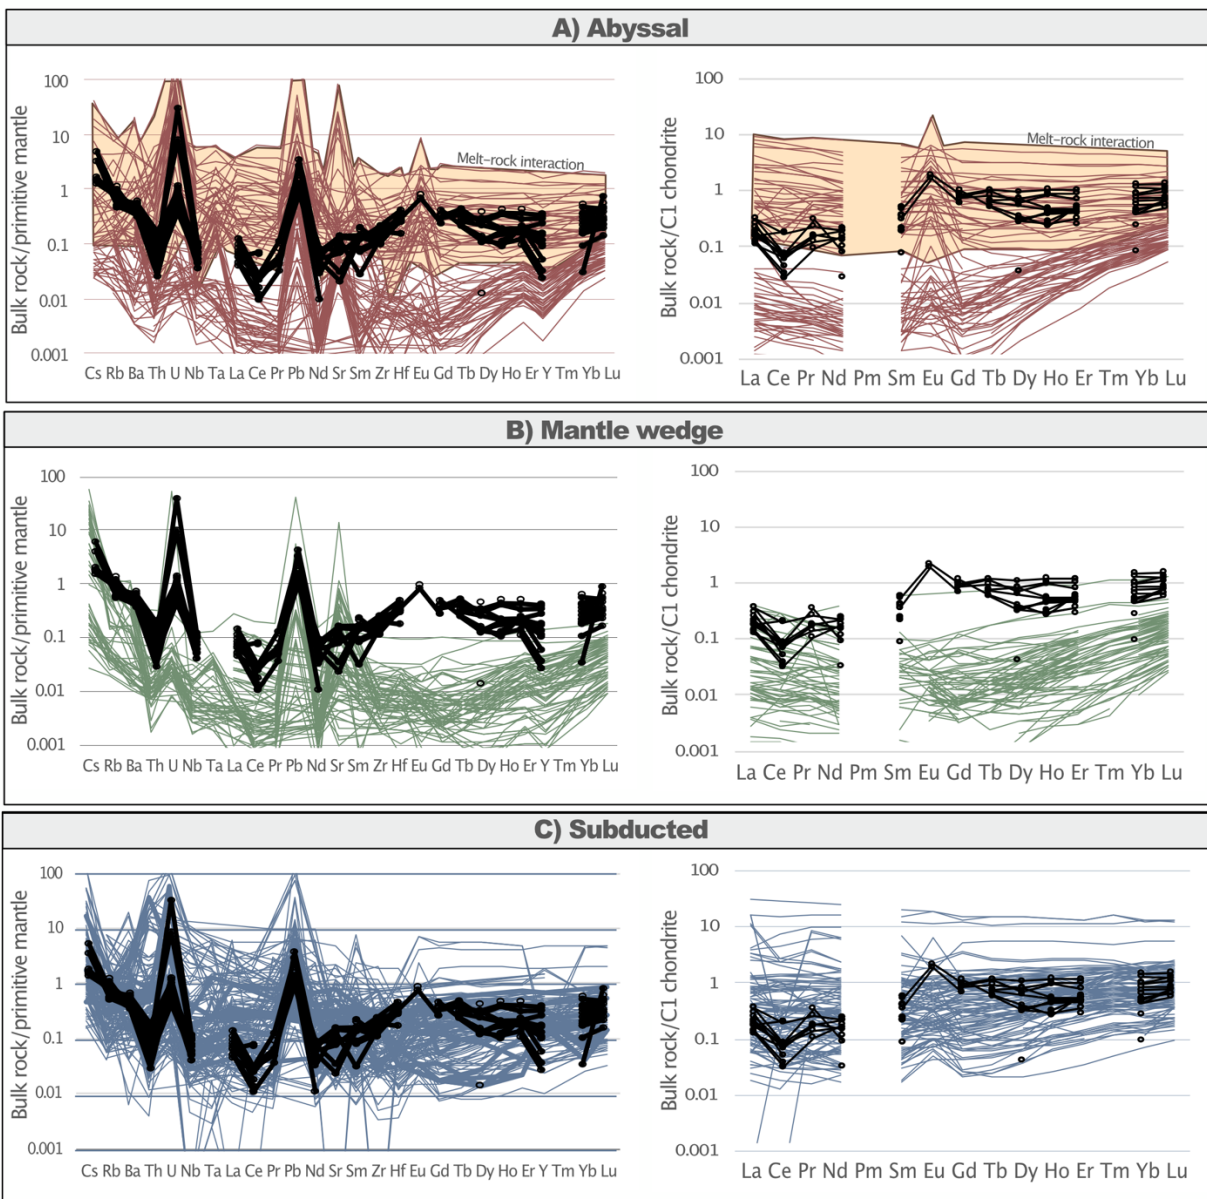 A) Abyssal
Bulk rock/primitive mantle
100
10
1
0.1
0.01
0.001
Melt-rock interaction
Cs Rb Ba Th U Nb Ta La Ce Pr Pb Nd Sr Sm Zr Hf Eu Gd Tb Dy Ho Er Y Tm Yb Lu
Bulk rock/C1 chondrite
100
10
1
0.1
0.01
0.001
Melt-rock interaction
La Ce Pr Nd Pm Sm Eu Gd Tb Dy Ho Er Tm Yb Lu
B) Mantle wedge
Bulk rock/primitive mantle
100
10
1
0.1
0.01
0.001
Cs Rb Ba Th U Nb Ta La Ce Pr Pb Nd Sr Sm Zr Hf Eu Gd Tb Dy Ho Er Y Tm Yb Lu
Bulk rock/C1 chondrite
100
10
1
0.1
0.01
0.001
La Ce Pr Nd Pm Sm Eu Gd Tb Dy Ho Er Tm Yb Lu
C) Subducted
Bulk rock/primitive mantle
100
10
1
0.1
0.01
0.001
Cs Rb Ba Th U Nb Ta La Ce Pr Pb Nd Sr Sm Zr Hf Eu Gd Tb Dy Ho Er Y Tm Yb Lu
Bulk rock/C1 chondrite
100
10
1
0.1
0.01
0.001
La Ce Pr Nd Pm Sm Eu Gd Tb Dy Ho Er Tm Yb Lu